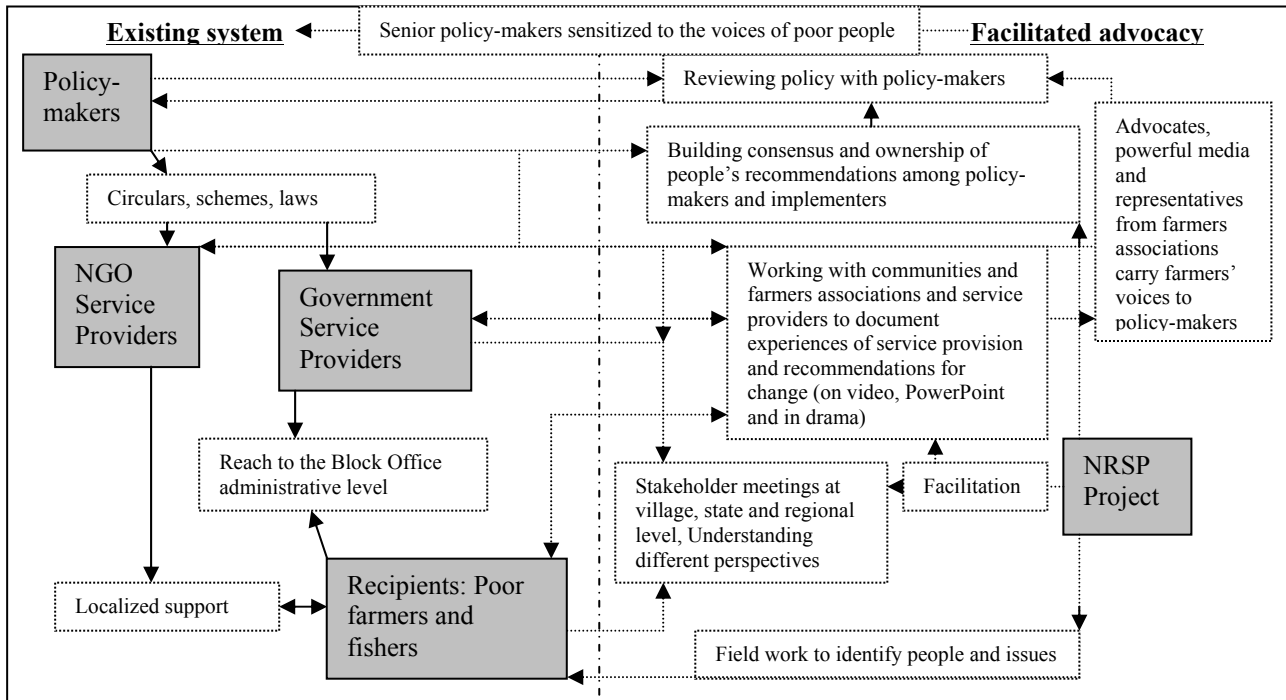 Existing system
Senior policy-makers sensitized to the voices of poor people
Facilitated advocacy
Policy-
makers
Reviewing policy with policy-makers
Advocates,
powerful media
and
representatives
from farmers
associations
carry farmers’
voices to
policy-makers
Building consensus and ownership of
people’s recommendations among policy-
makers and implementers
Circulars, schemes, laws
NGO
Service
Providers
Government
Service
Providers
Working with communities and
farmers associations and service
providers to document
experiences of service provision
and recommendations for
change (on video, PowerPoint
and in drama)
Reach to the Block Office
administrative level
Stakeholder meetings at
village, state and regional
level, Understanding
different perspectives
Facilitation
NRSP
Project
Recipients: Poor
farmers and
fishers
Localized support
Field work to identify people and issues